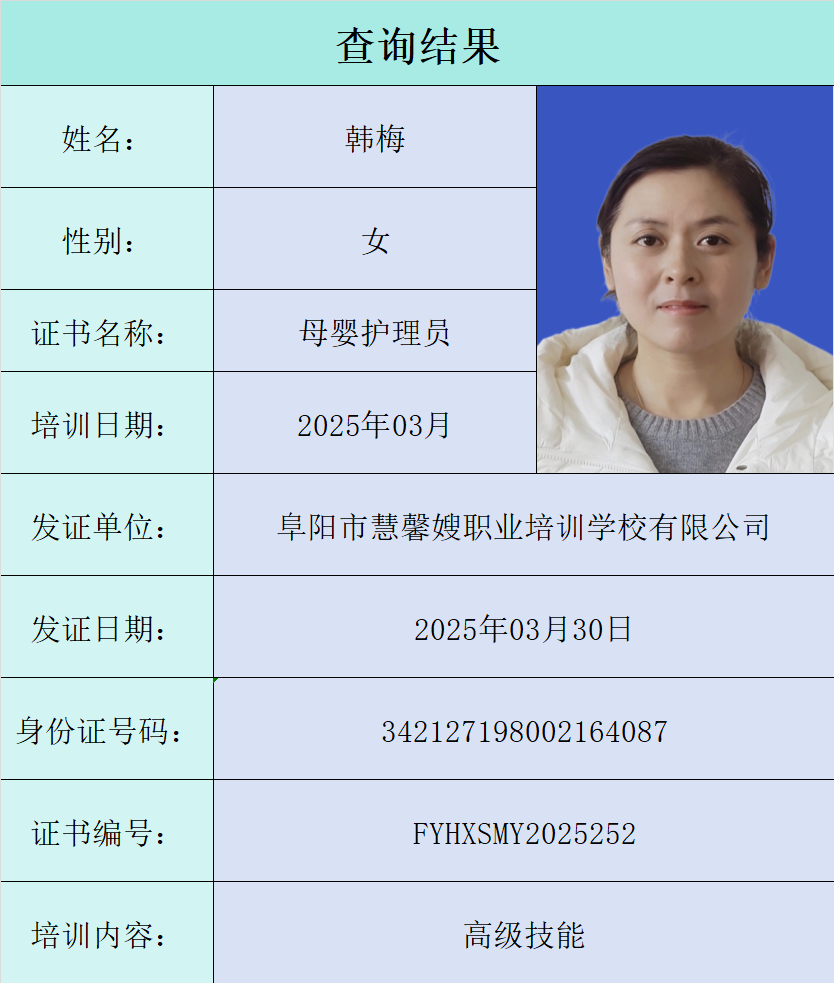 查询结果
姓名： 韩梅
性别： 女
证书名称： 母婴护理员
培训日期： 2025年03月
发证单位： 阜阳市慧馨嫂职业培训学校有限公司
发证日期： 2025年03月30日
身份证号码： 342127198002164087
证书编号： FYHXSMY2025252
培训内容： 高级技能